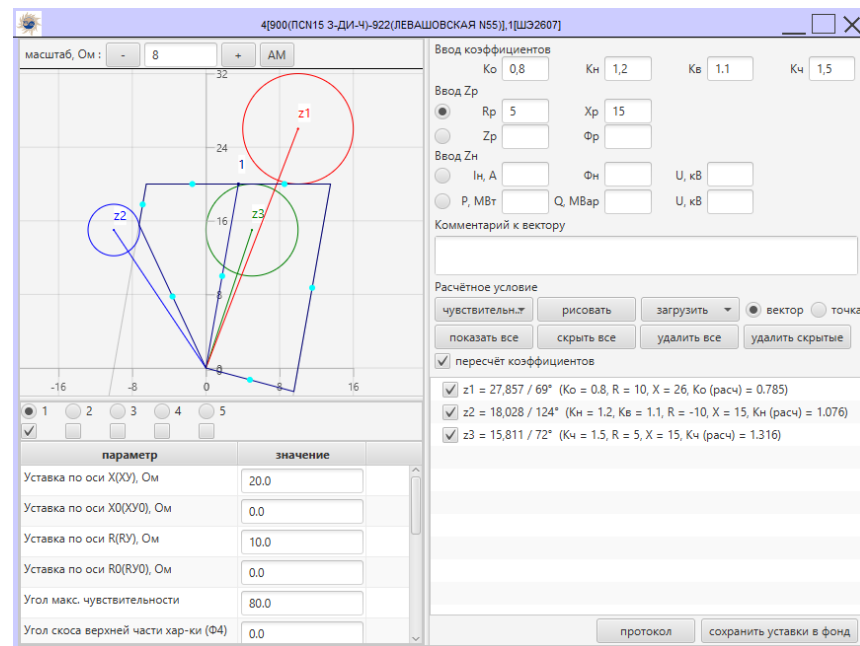 4[900(ПСN15 3-ДИ-Ч)-922(ЛЕВАШОВСКАЯ N55)],1[ШЭ2607]
масштаб, Ом : - 8 + АМ
32
24
16
8
0
-16 -8 0 8 16
z1
1
z2
z3
1 2 3 4 5
параметр значение
Уставка по оси X(XУ), Ом 20.0
Уставка по оси X0(XУ0), Ом 0.0
Уставка по оси R(RУ), Ом 10.0
Уставка по оси R0(RУ0), Ом 0.0
Угол макс. чувствительности 80.0
Угол скоса верхней части хар-ки (Ф4) 0.0
Ввод коэффициентов
Ко 0,8 Кн 1,2 Кв 1.1 Кч 1,5
Ввод Zр
Rр 5 Xр 15
Zр Фр
Ввод Zн
Iн, А Фн U, кВ
P, МВт Q, МВар U, кВ
Комментарий к вектору
Расчётное условие
чувствительн... рисовать загрузить вектор точка
показать все скрыть все удалить все удалить скрытые
пересчёт коэффициентов
z1 = 27,857 / 69° (Ко = 0.8, R = 10, X = 26, Ко (расч) = 0.785)
z2 = 18,028 / 124° (Кн = 1.2, Кв = 1.1, R = -10, X = 15, Кн (расч) = 1.076)
z3 = 15,811 / 72° (Кч = 1.5, R = 5, X = 15, Кч (расч) = 1.316)
протокол сохранить уставки в фонд